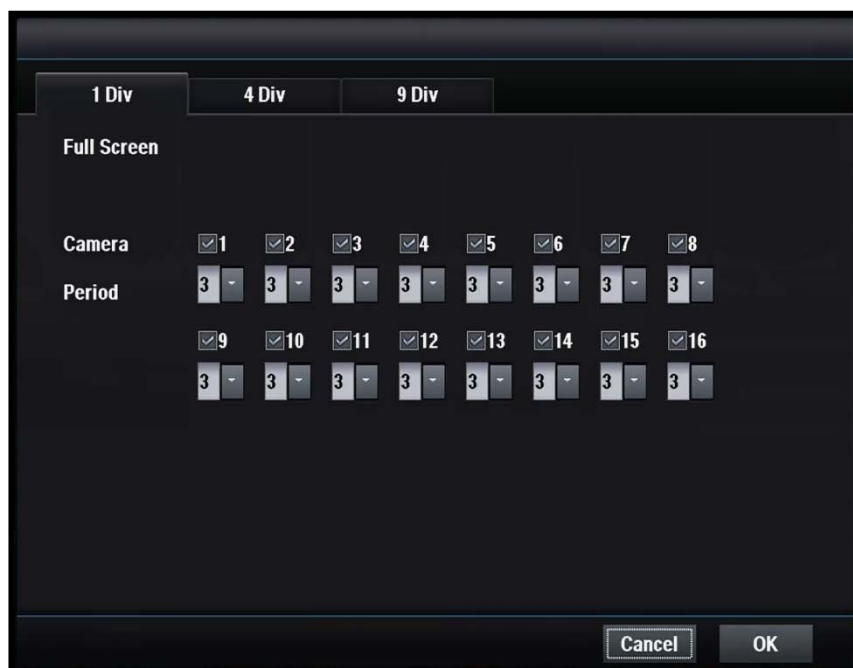 1 Div 4 Div 9 Div
Full Screen
Camera 1 2 3 4 5 6 7 8
Period 3 3 3 3 3 3 3 3
9 10 11 12 13 14 15 16
3 3 3 3 3 3 3 3
Cancel OK